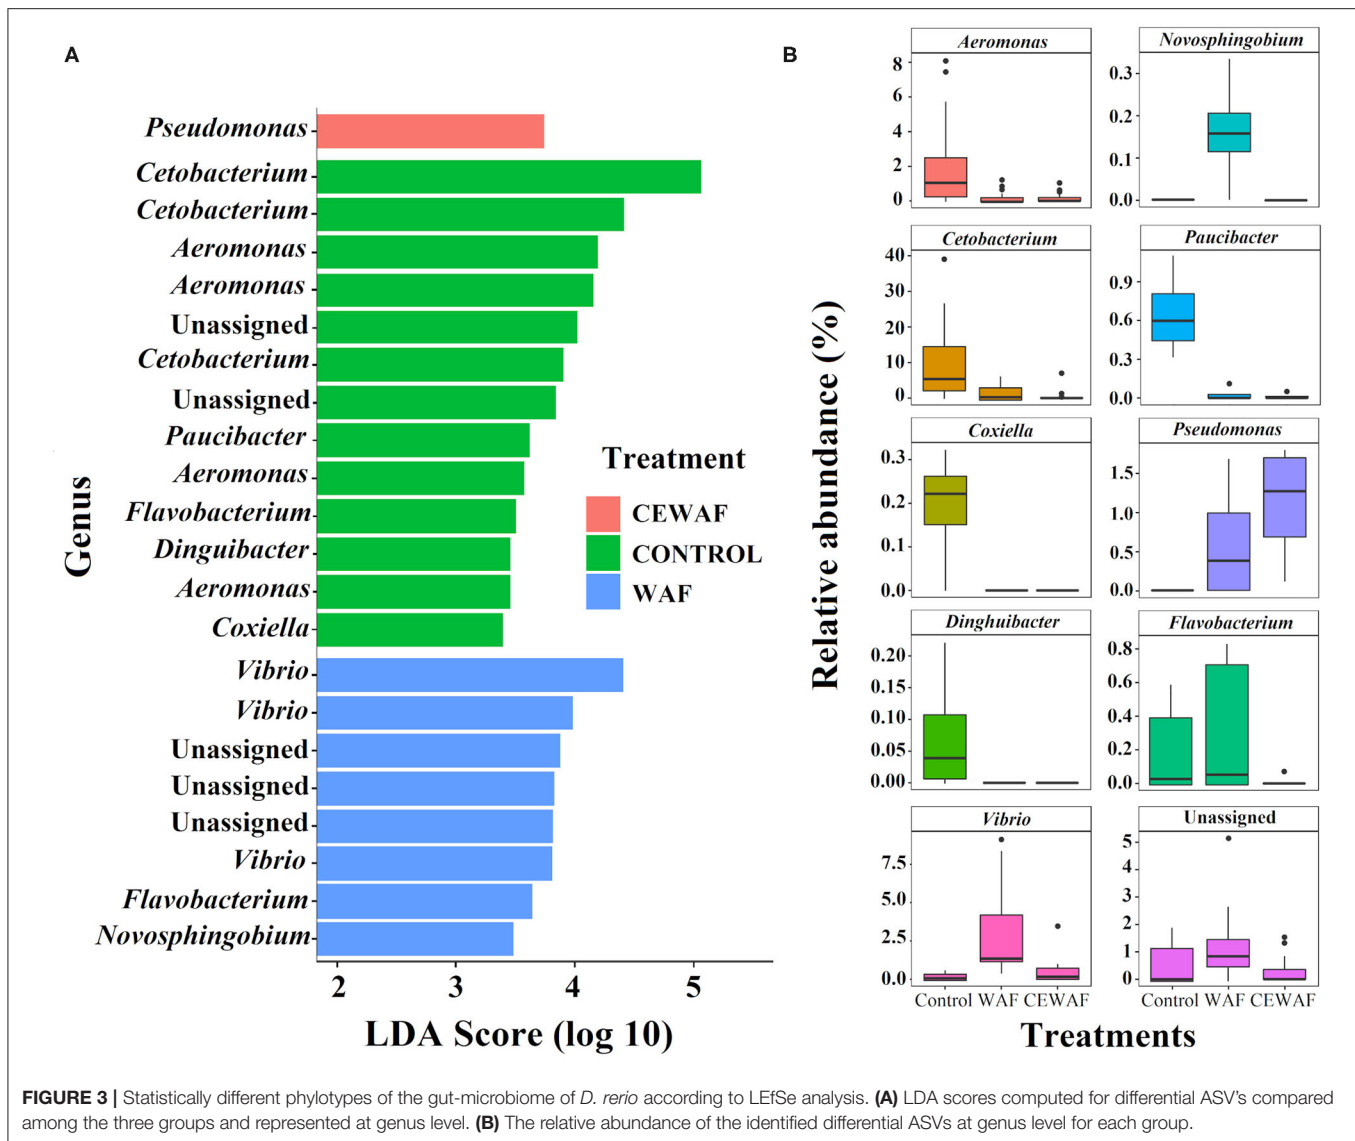 A
Genus
Pseudomonas
Cetobacterium
Cetobacterium
Aeromonas
Aeromonas
Unassigned
Cetobacterium
Unassigned
Paucibacter
Aeromonas
Flavobacterium
Dinguibacter
Aeromonas
Coxiella
Vibrio
Vibrio
Unassigned
Unassigned
Unassigned
Vibrio
Flavobacterium
Novosphingobium
2 3 4 5
LDA Score (log 10)
Treatment
CEWAF
CONTROL
WAF
B
Relative abundance (%)
Aeromonas
8
6
4
2
0
Novosphingobium
0.3
0.2
0.1
0.0
Cetobacterium
40
30
20
10
0
Paucibacter
0.9
0.6
0.3
0.0
Coxiella
0.3
0.2
0.1
0.0
Pseudomonas
1.5
1.0
0.5
0.0
Dinghuibacter
0.20
0.15
0.10
0.05
0.00
Flavobacterium
0.8
0.6
0.4
0.2
0.0
Vibrio
7.5
5.0
2.5
0.0
Control WAF CEWAF
Unassigned
5
4
3
2
1
0
Control WAF CEWAF
Treatments
FIGURE 3 | Statistically different phylotypes of the gut-microbiome of D. rerio according to LEfSe analysis. (A) LDA scores computed for differential ASV's compared
among the three groups and represented at genus level. (B) The relative abundance of the identified differential ASVs at genus level for each group.